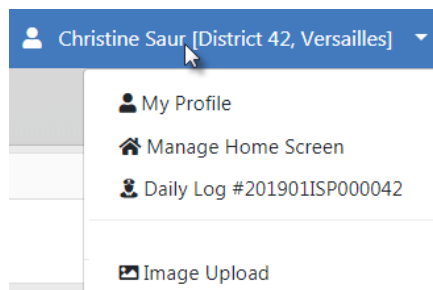 Christine Saur [District 42, Versailles]
My Profile
Manage Home Screen
Daily Log #201901ISP000042
Image Upload